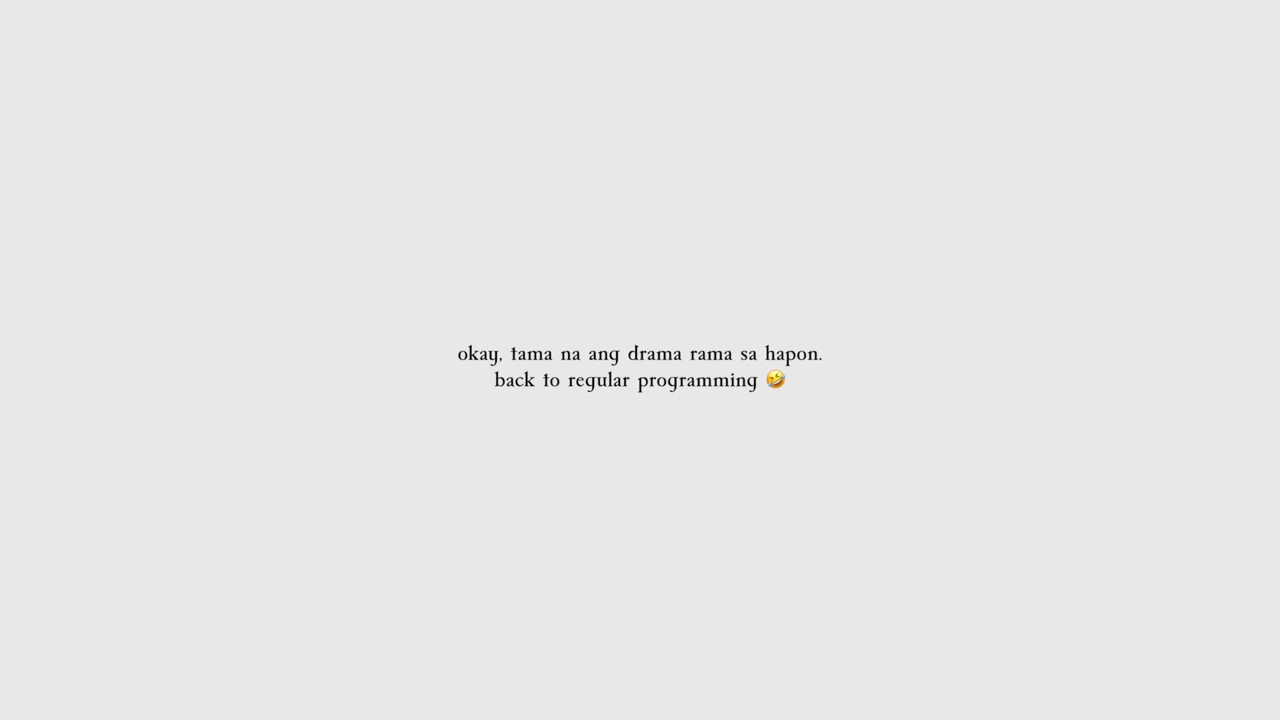 okay, tama na ang drama rama sa hapon.
back to regular programming 🤣